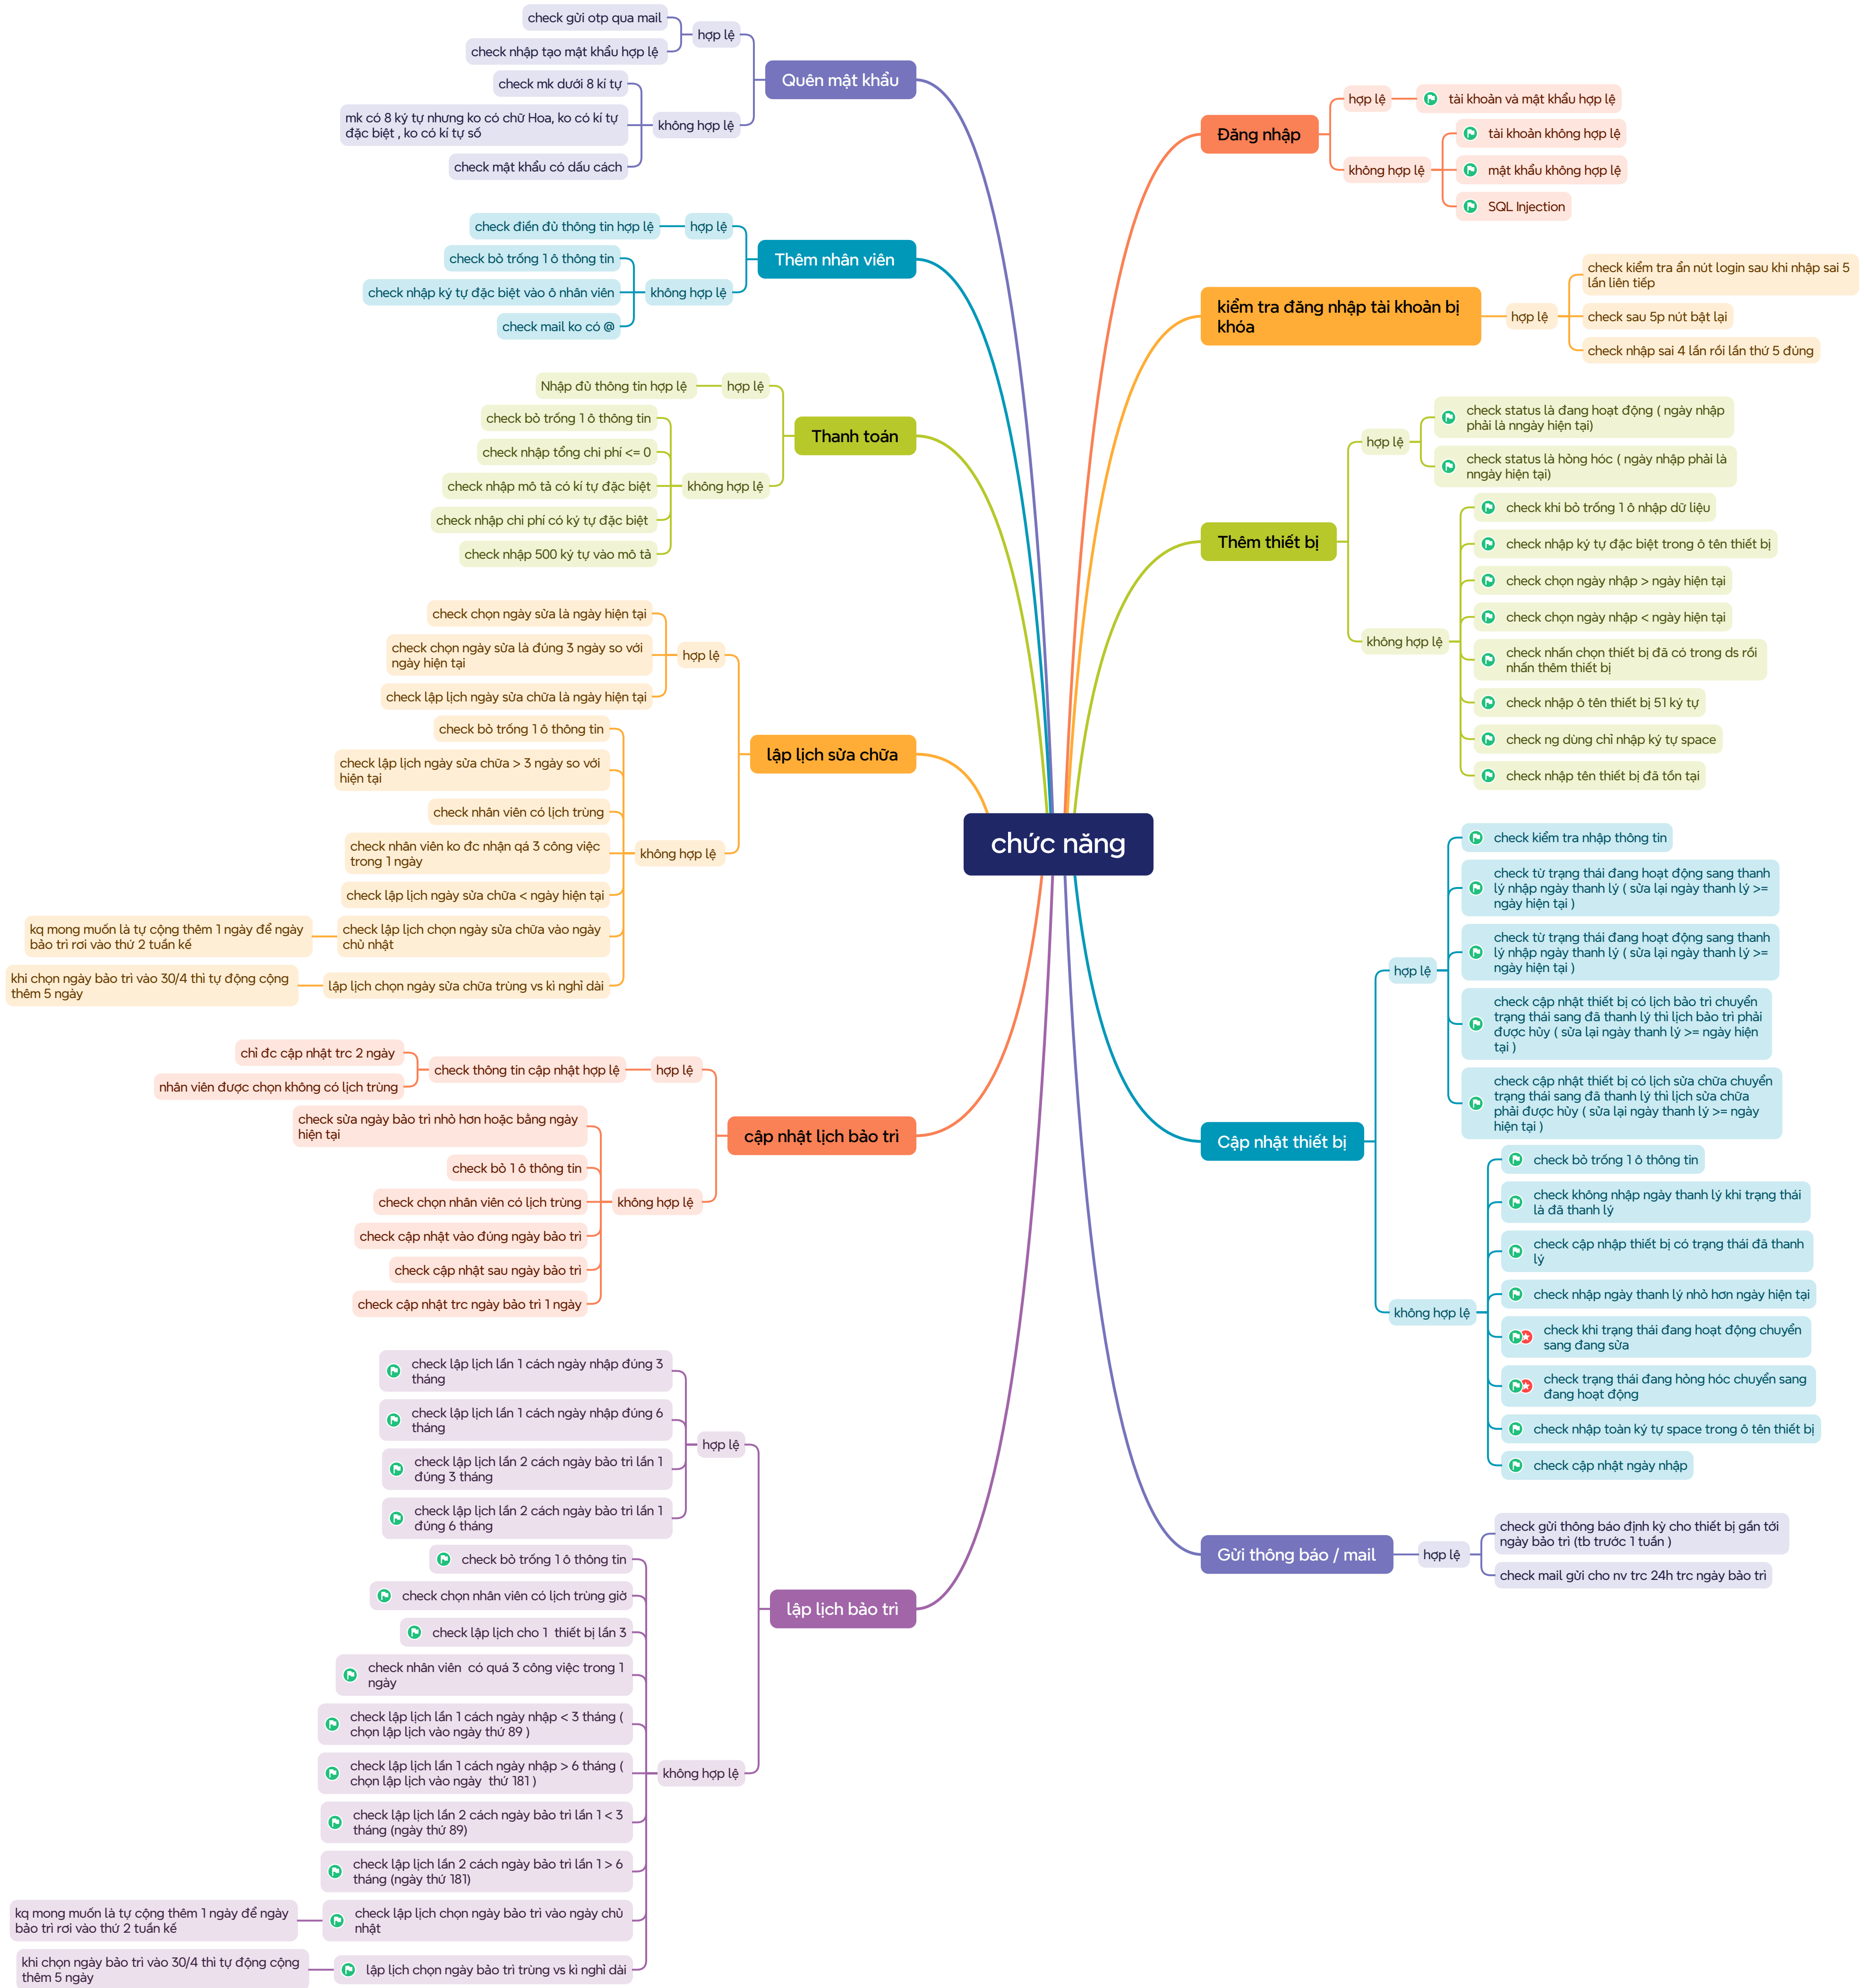 chức năng
Đăng nhập
hợp lệ
tài khoản và mật khẩu hợp lệ
không hợp lệ
tài khoản không hợp lệ
mật khẩu không hợp lệ
SQL Injection
kiểm tra đăng nhập tài khoản bị
khóa
hợp lệ
check kiểm tra ẩn nút login sau khi nhập sai 5
lần liên tiếp
check sau 5p nút bật lại
check nhập sai 4 lần rồi lần thứ 5 đúng
Thêm thiết bị
hợp lệ
check status là đang hoạt động ( ngày nhập
phải là nngày hiện tại)
check status là hỏng hóc ( ngày nhập phải là
nngày hiện tại)
không hợp lệ
check khi bỏ trống 1 ô nhập dữ liệu
check nhập ký tự đặc biệt trong ô tên thiết bị
check chọn ngày nhập > ngày hiện tại
check chọn ngày nhập < ngày hiện tại
check nhấn chọn thiết bị đã có trong ds rồi
nhấn thêm thiết bị
check nhập ô tên thiết bị 51 ký tự
check ng dùng chỉ nhập ký tự space
check nhập tên thiết bị đã tồn tại
Cập nhật thiết bị
hợp lệ
check kiểm tra nhập thông tin
check từ trạng thái đang hoạt động sang thanh
lý nhập ngày thanh lý ( sửa lại ngày thanh lý >=
ngày hiện tại )
check từ trạng thái đang hoạt động sang thanh
lý nhập ngày thanh lý ( sửa lại ngày thanh lý >=
ngày hiện tại )
check cập nhật thiết bị có lịch bảo trì chuyển
trạng thái sang đã thanh lý thì lịch bảo trì phải
được hủy ( sửa lại ngày thanh lý >= ngày hiện
tại )
check cập nhật thiết bị có lịch sửa chữa chuyển
trạng thái sang đã thanh lý thì lịch sửa chữa
phải được hủy ( sửa lại ngày thanh lý >= ngày
hiện tại )
không hợp lệ
check bỏ trống 1 ô thông tin
check không nhập ngày thanh lý khi trạng thái
là đã thanh lý
check cập nhập thiết bị có trạng thái đã thanh
lý
check nhập ngày thanh lý nhỏ hơn ngày hiện tại
check khi trạng thái đang hoạt động chuyển
sang đang sửa
check trạng thái đang hỏng hóc chuyển sang
đang hoạt động
check nhập toàn ký tự space trong ô tên thiết bị
check cập nhật ngày nhập
Gửi thông báo / mail
hợp lệ
check gửi thông báo định kỳ cho thiết bị gần tới
ngày bảo trì (tb trước 1 tuần )
check mail gửi cho nv trc 24h trc ngày bảo trì
Quên mật khẩu
hợp lệ
check gửi otp qua mail
check nhập tạo mật khẩu hợp lệ
không hợp lệ
check mk dưới 8 kí tự
mk có 8 ký tự nhưng ko có chữ Hoa, ko có kí tự
đặc biệt , ko có kí tự số
check mật khẩu có dấu cách
Thêm nhân viên
hợp lệ
check điền đủ thông tin hợp lệ
không hợp lệ
check bỏ trống 1 ô thông tin
check nhập ký tự đặc biệt vào ô nhân viên
check mail ko có @
Thanh toán
hợp lệ
Nhập đủ thông tin hợp lệ
không hợp lệ
check bỏ trống 1 ô thông tin
check nhập tổng chi phí <= 0
check nhập mô tả có kí tự đặc biệt
check nhập chi phí có ký tự đặc biệt
check nhập 500 ký tự vào mô tả
lập lịch sửa chữa
hợp lệ
check chọn ngày sửa là ngày hiện tại
check chọn ngày sửa là đúng 3 ngày so với
ngày hiện tại
check lập lịch ngày sửa chữa là ngày hiện tại
không hợp lệ
check bỏ trống 1 ô thông tin
check lập lịch ngày sửa chữa > 3 ngày so với
hiện tại
check nhân viên có lịch trùng
check nhân viên ko đc nhận qá 3 công việc
trong 1 ngày
check lập lịch ngày sửa chữa < ngày hiện tại
check lập lịch chọn ngày sửa chữa vào ngày
chủ nhật
kq mong muốn là tự cộng thêm 1 ngày để ngày
bảo trì rơi vào thứ 2 tuần kế
lập lịch chọn ngày sửa chữa trùng vs kì nghỉ dài
khi chọn ngày bảo trì vào 30/4 thì tự động cộng
thêm 5 ngày
cập nhật lịch bảo trì
hợp lệ
check thông tin cập nhật hợp lệ
chỉ đc cập nhật trc 2 ngày
nhân viên được chọn không có lịch trùng
không hợp lệ
check sửa ngày bảo trì nhỏ hơn hoặc bằng ngày
hiện tại
check bỏ 1 ô thông tin
check chọn nhân viên có lịch trùng
check cập nhật vào đúng ngày bảo trì
check cập nhật sau ngày bảo trì
check cập nhật trc ngày bảo trì 1 ngày
lập lịch bảo trì
hợp lệ
check lập lịch lần 1 cách ngày nhập đúng 3
tháng
check lập lịch lần 1 cách ngày nhập đúng 6
tháng
check lập lịch lần 2 cách ngày bảo trì lần 1
đúng 3 tháng
check lập lịch lần 2 cách ngày bảo trì lần 1
đúng 6 tháng
không hợp lệ
check bỏ trống 1 ô thông tin
check chọn nhân viên có lịch trùng giờ
check lập lịch cho 1 thiết bị lần 3
check nhân viên có quá 3 công việc trong 1
ngày
check lập lịch lần 1 cách ngày nhập < 3 tháng (
chọn lập lịch vào ngày thứ 89 )
check lập lịch lần 1 cách ngày nhập > 6 tháng (
chọn lập lịch vào ngày thứ 181 )
check lập lịch lần 2 cách ngày bảo trì lần 1 < 3
tháng (ngày thứ 89)
check lập lịch lần 2 cách ngày bảo trì lần 1 > 6
tháng (ngày thứ 181)
check lập lịch chọn ngày bảo trì vào ngày chủ
nhật
kq mong muốn là tự cộng thêm 1 ngày để ngày
bảo trì rơi vào thứ 2 tuần kế
lập lịch chọn ngày bảo trì trùng vs kì nghỉ dài
khi chọn ngày bảo trì vào 30/4 thì tự động cộng
thêm 5 ngày